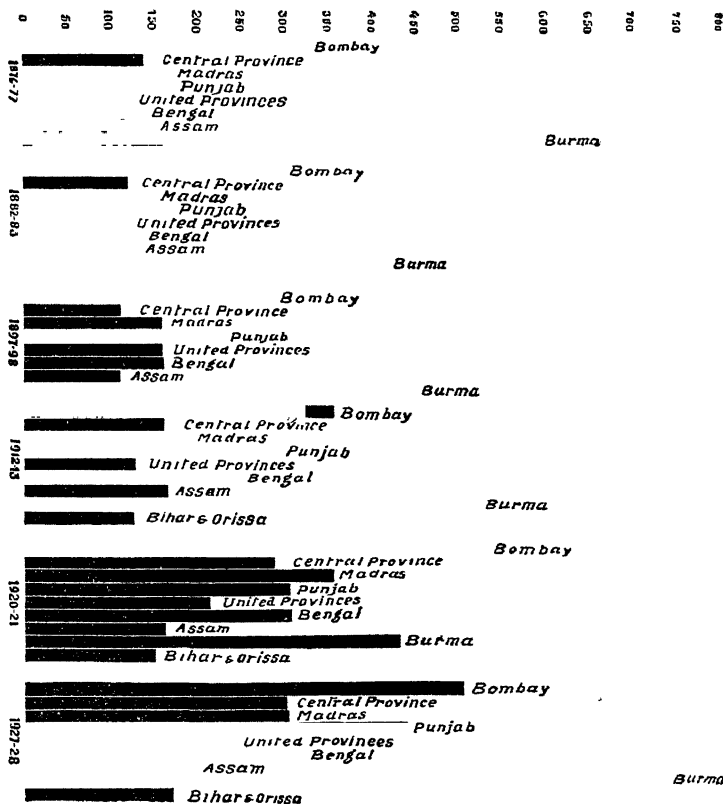 0 50 100 150 200 250 300 350 400 450 500 550 600 650 700 750 800
1876-77
Bombay
Central Province
Madras
Punjab
United Provinces
Bengal
Assam
Burma
1882-83
Bombay
Central Province
Madras
Punjab
United Provinces
Bengal
Assam
Burma
1897-98
Bombay
Central Province
Madras
Punjab
United Provinces
Bengal
Assam
Burma
1912-13
Bombay
Central Province
Madras
Punjab
United Provinces
Bengal
Assam
Burma
Bihar & Orissa
1920-21
Bombay
Central Province
Madras
Punjab
United Provinces
Bengal
Assam
Burma
Bihar & Orissa
1927-28
Bombay
Central Province
Madras
Punjab
United Provinees
Bengal
Assam
Burma
Bihar & Orissa